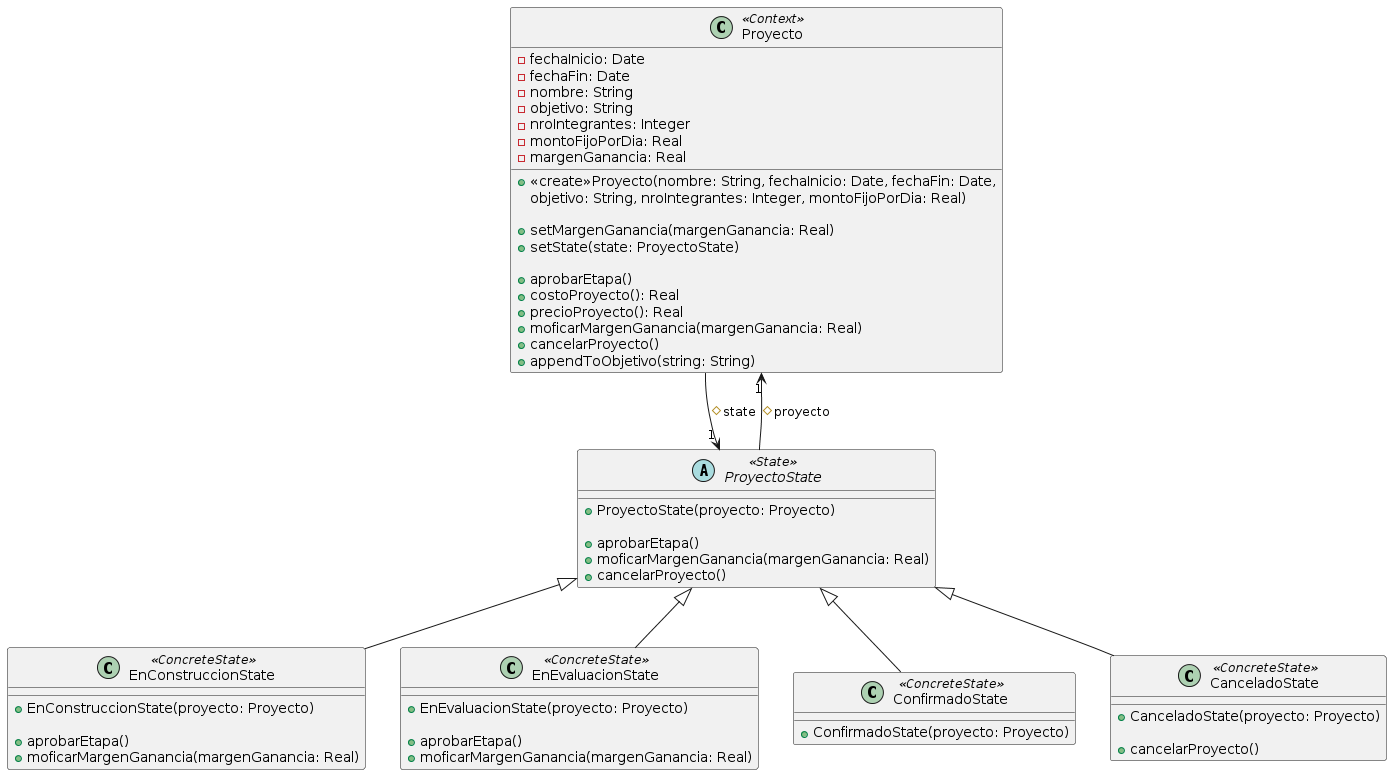 «Context»
Proyecto
fechaInicio: Date
fechaFin: Date
nombre: String
objetivo: String
nroIntegrantes: Integer
montoFijoPorDia: Real
margenGanancia: Real
«create»Proyecto(nombre: String, fechaInicio: Date, fechaFin: Date,
objetivo: String, nroIntegrantes: Integer, montoFijoPorDia: Real)
setMargenGanancia(margenGanancia: Real)
setState(state: ProyectoState)
aprobarEtapa()
costoProyecto(): Real
precioProyecto(): Real
moficarMargenGanancia(margenGanancia: Real)
cancelarProyecto()
appendToObjetivo(string: String)
1
state
proyecto
1
«State»
ProyectoState
ProyectoState(proyecto: Proyecto)
aprobarEtapa()
moficarMargenGanancia(margenGanancia: Real)
cancelarProyecto()
«ConcreteState»
EnConstruccionState
EnConstruccionState(proyecto: Proyecto)
aprobarEtapa()
moficarMargenGanancia(margenGanancia: Real)
«ConcreteState»
EnEvaluacionState
EnEvaluacionState(proyecto: Proyecto)
aprobarEtapa()
moficarMargenGanancia(margenGanancia: Real)
«ConcreteState»
ConfirmadoState
ConfirmadoState(proyecto: Proyecto)
«ConcreteState»
CanceladoState
CanceladoState(proyecto: Proyecto)
cancelarProyecto()